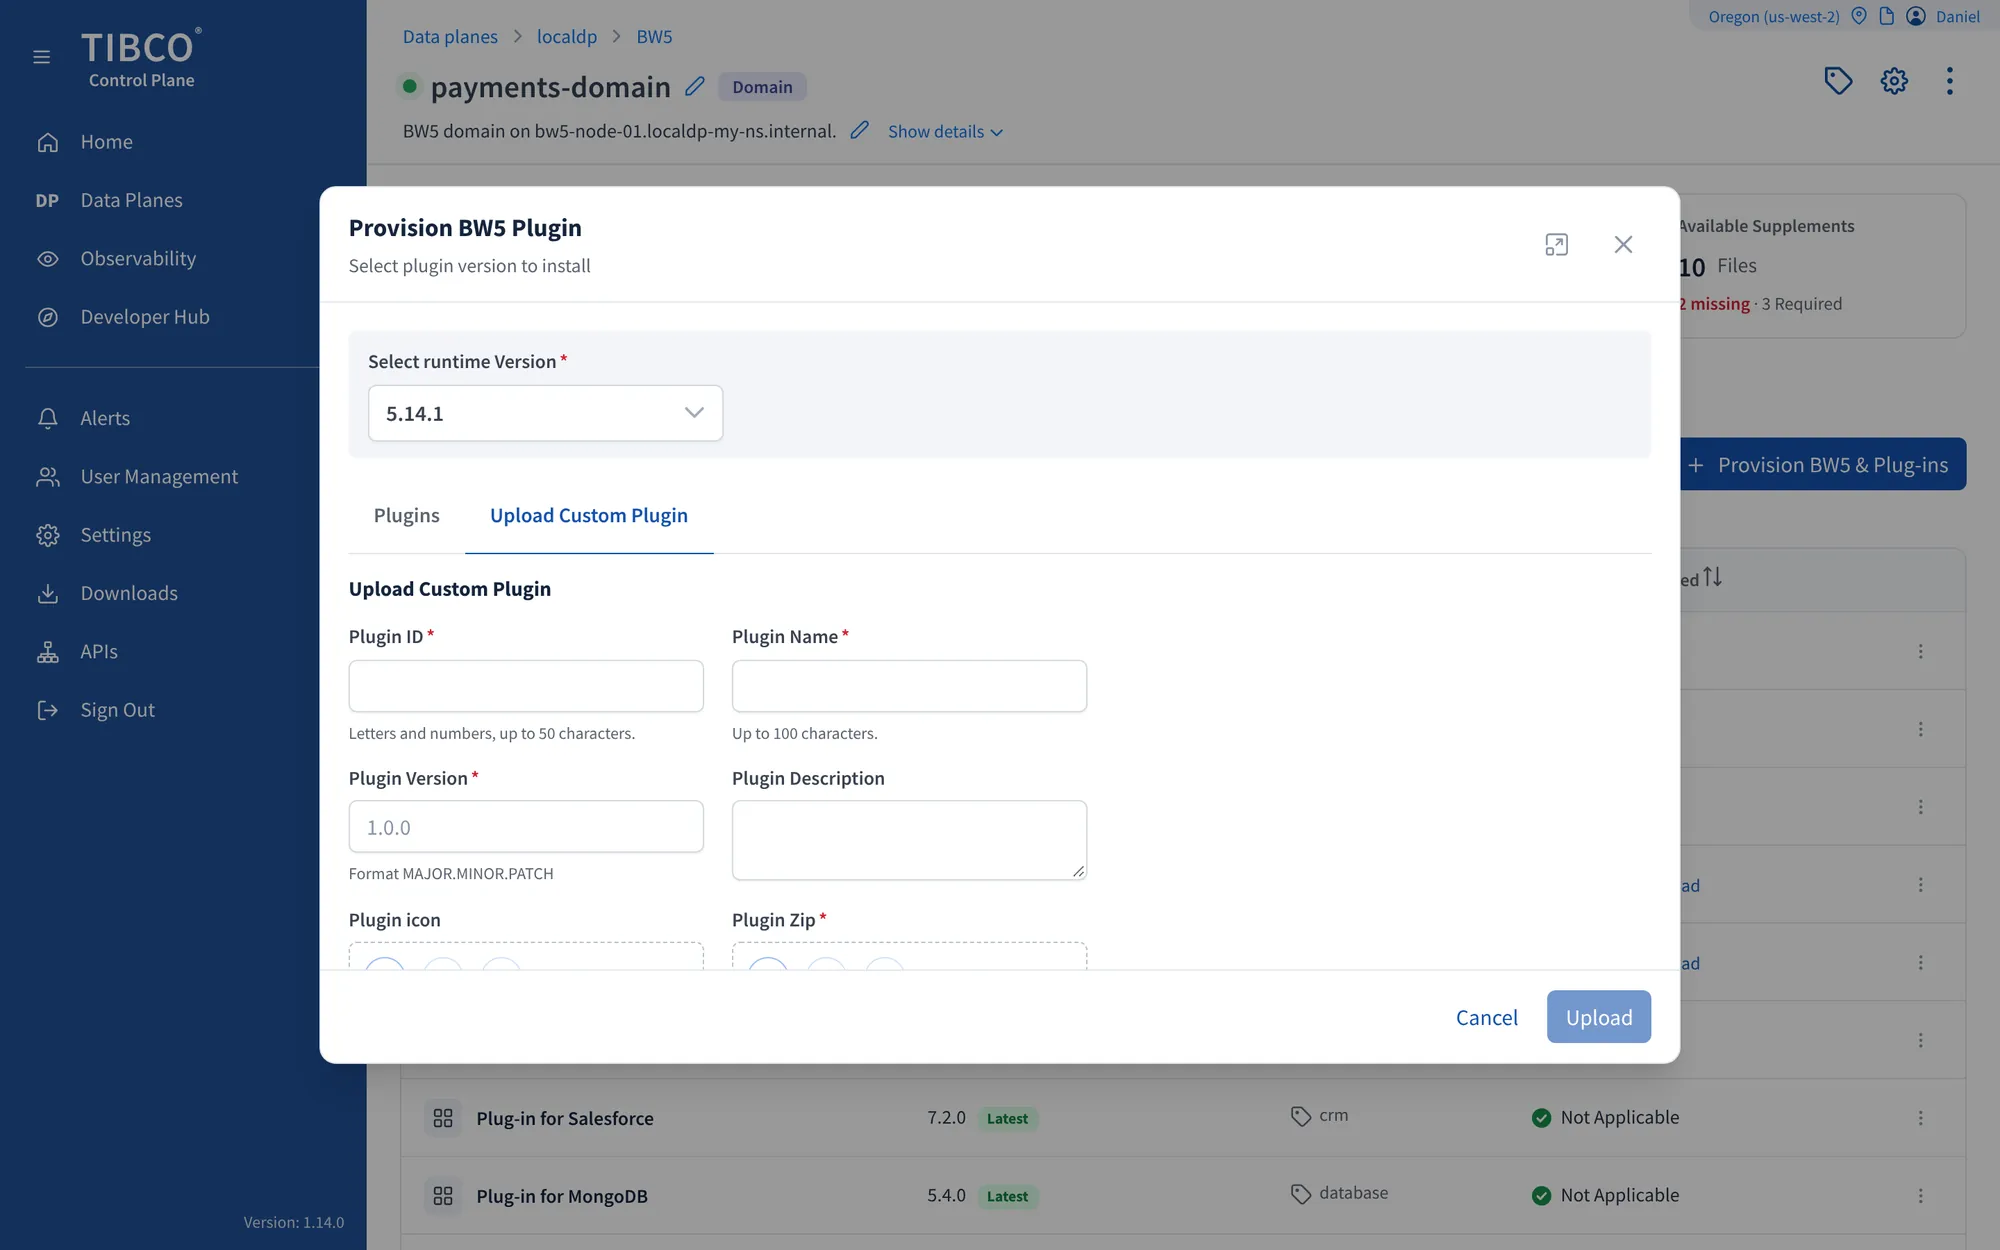 TIBCO®
Control Plane
Home
DP Data Planes
Observability
Developer Hub
Alerts
User Management
Settings
Downloads
APIs
Sign Out
Version: 1.14.0
Oregon (us-west-2) Daniel
Data planes > localdp > BW5
payments-domain Domain
BW5 domain on bw5-node-01.localdp-my-ns.internal. Show details
Available Supplements
10 Files
2 missing · 3 Required
+ Provision BW5 & Plug-ins
Provision BW5 Plugin
Select plugin version to install
Select runtime Version *
5.14.1
Plugins Upload Custom Plugin
Upload Custom Plugin
Plugin ID * Plugin Name *
Letters and numbers, up to 50 characters. Up to 100 characters.
Plugin Version * Plugin Description
1.0.0
Format MAJOR.MINOR.PATCH
Plugin icon Plugin Zip *
Cancel Upload
ed
ad
ad
Plug-in for Salesforce 7.2.0 Latest crm Not Applicable
Plug-in for MongoDB 5.4.0 Latest database Not Applicable